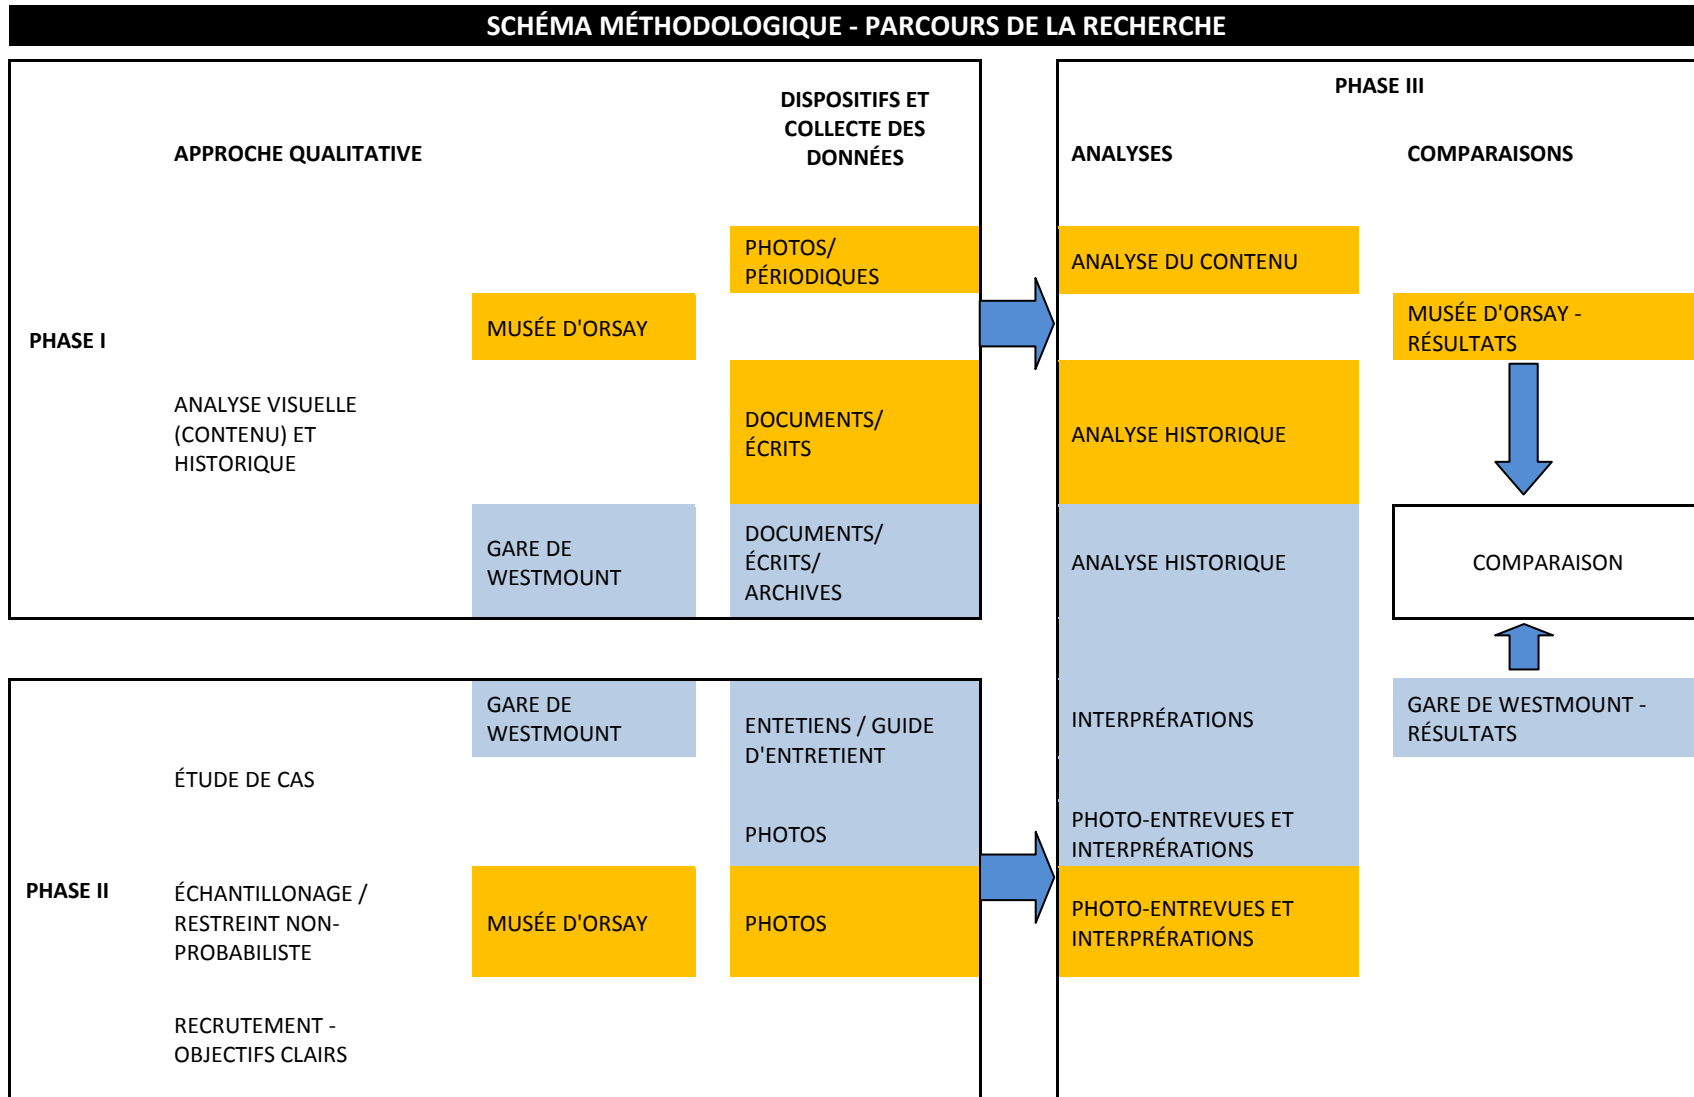 SCHÉMA MÉTHODOLOGIQUE - PARCOURS DE LA RECHERCHE
APPROCHE QUALITATIVE
DISPOSITIFS ET
COLLECTE DES
DONNÉES
PHASE I
PHOTOS/
PÉRIODIQUES
MUSÉE D'ORSAY
ANALYSE VISUELLE
(CONTENU) ET
HISTORIQUE
DOCUMENTS/
ÉCRITS
GARE DE
WESTMOUNT
DOCUMENTS/
ÉCRITS/
ARCHIVES
GARE DE
WESTMOUNT
ENTETIENS / GUIDE
D'ENTRETIENT
ÉTUDE DE CAS
PHOTOS
PHASE II
ÉCHANTILLONAGE /
RESTREINT NON-
PROBABILISTE
MUSÉE D'ORSAY
PHOTOS
RECRUTEMENT -
OBJECTIFS CLAIRS
PHASE III
ANALYSES
COMPARAISONS
ANALYSE DU CONTENU
MUSÉE D'ORSAY -
RÉSULTATS
ANALYSE HISTORIQUE
ANALYSE HISTORIQUE
COMPARAISON
INTERPRÉRATIONS
GARE DE WESTMOUNT -
RÉSULTATS
PHOTO-ENTREVUES ET
INTERPRÉRATIONS
PHOTO-ENTREVUES ET
INTERPRÉRATIONS